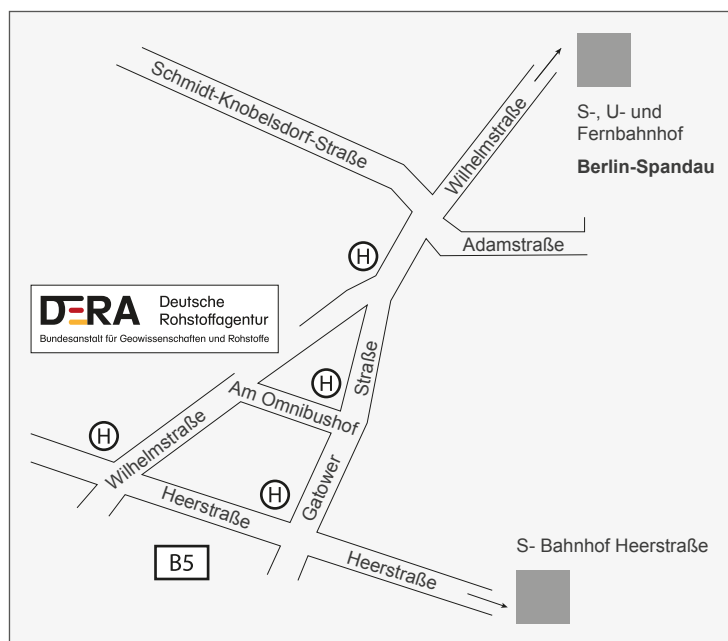 Schmidt-Knobelsdorf-Straße
Wilhelmstraße
S-, U- und
Fernbahnhof
Berlin-Spandau
Adamstraße
H
DERA
Deutsche
Rohstoffagentur
Bundesanstalt für Geowissenschaften und Rohstoffe
H
Am Omnibushof
Gatower Straße
H
Wilhelmstraße
H
Heerstraße
B5
Heerstraße
S- Bahnhof Heerstraße